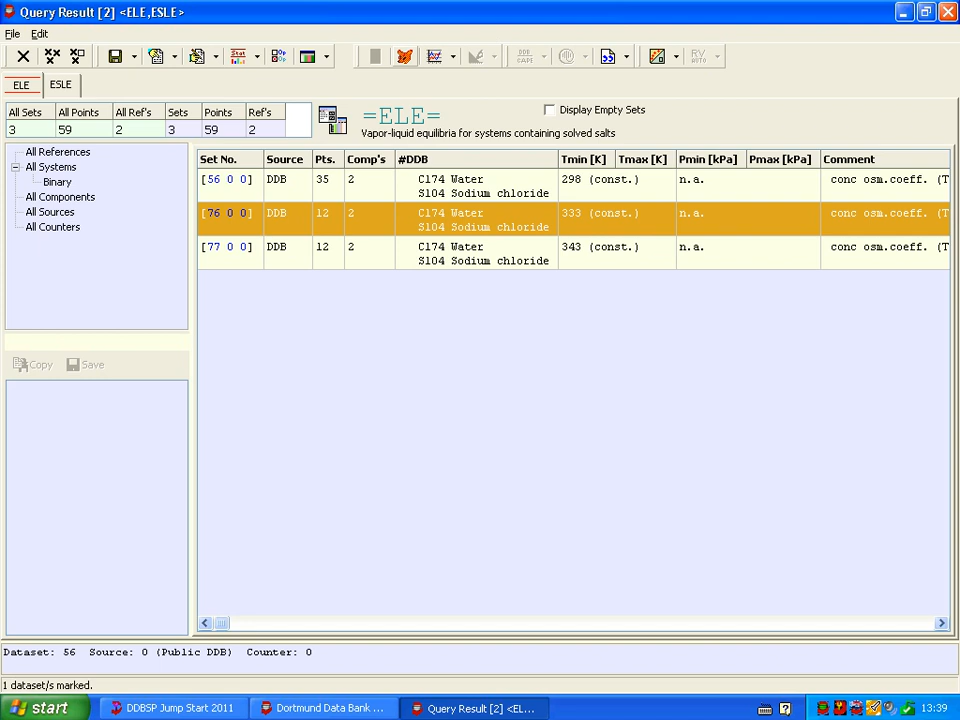 Query Result [2] <ELE,ESLE>
File Edit
ELE ESLE
All Sets All Points All Ref's Sets Points Ref's
3 59 2 3 59 2
=ELE=
Display Empty Sets
Vapor-liquid equilibria for systems containing solved salts
All References
All Systems
Binary
All Components
All Sources
All Counters
Copy Save
Set No. Source Pts. Comp's #DDB Tmin [K] Tmax [K] Pmin [kPa] Pmax [kPa] Comment
[56 0 0] DDB 35 2 C174 Water 298 (const.) n.a. conc osm.coeff. (T
S104 Sodium chloride
[76 0 0] DDB 12 2 C174 Water 333 (const.) n.a. conc osm.coeff. (T
S104 Sodium chloride
[77 0 0] DDB 12 2 C174 Water 343 (const.) n.a. conc osm.coeff. (T
S104 Sodium chloride
Dataset: 56 Source: 0 (Public DDB) Counter: 0
1 dataset/s marked.
start DDBSP Jump Start 2011 Dortmund Data Bank ... Query Result [2] <EL... 13:39